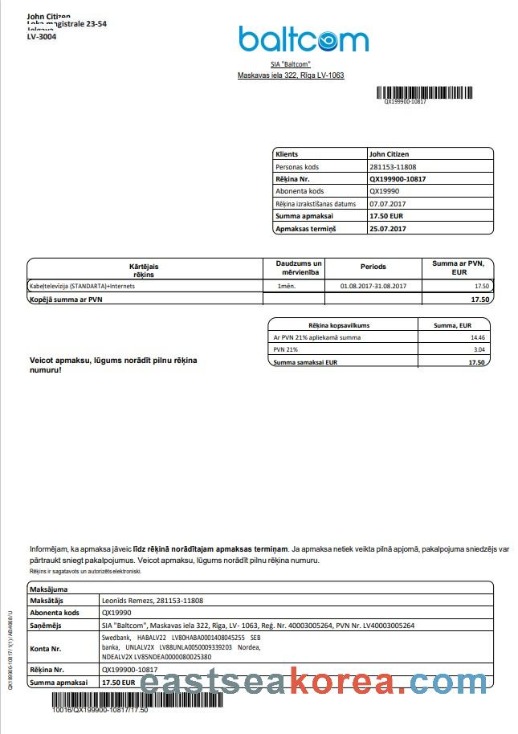 John Citizen
magistrale 23-54
LV-3004
baltcom
SIA "Baltcom"
Maskavas iela 322, Rīga LV-1063
QX199900-10817
Klients John Citizen
Personas kods 281153-11808
Rēķina Nr. QX199900-10817
Abonenta kods QX19990
Rēķina izrakstīšanas datums 07.07.2017
Summa apmaksai 17.50 EUR
Apmaksas termiņš 25.07.2017
Kārtējais rēķins Daudzums un mērvienība Periods Summa ar PVN, EUR
Kabeļtelevīzija (STANDARTA)+Internets 1mēn. 01.08.2017-31.08.2017 17.50
Kopējā summa ar PVN 17.50
Rēķina kopsavilkums Summa, EUR
Ar PVN 21% apliekamā summa 14.46
PVN 21% 3.04
Summa samaksai EUR 17.50
Veicot apmaksu, lūgums norādīt pilnu rēķina
numuru!
Informējam, ka apmaksa jāveic līdz rēķinā norādītajam apmaksas termiņam. Ja apmaksa netiek veikta pilnā apjomā, pakalpojuma sniedzējs var
pārtraukt sniegt pakalpojumus. Veicot apmaksu, lūgums norādīt pilnu rēķina numuru.
Rēķins ir sagatavots un autorizēts elektroniski.
Maksājuma
Maksātājs Leonīds Remezs, 281153-11808
Abonenta kods QX19990
Saņēmējs SIA "Baltcom", Maskavas iela 322, Rīga, LV- 1063, Reģ. Nr. 40003005264, PVN Nr. LV40003005264
Konta Nr. Swedbank, HABALV22 LV80HABA0001408045255 SEB
banka, UNLALV2X LV88UNLA0050009339203 Nordea,
NDEALV2X LV85NDEA0000080025380
Rēķina Nr. QX199900-10817
Summa apmaksai 17.50 EUR
eastseakorea.com
10016/QX199900-10817/17.50